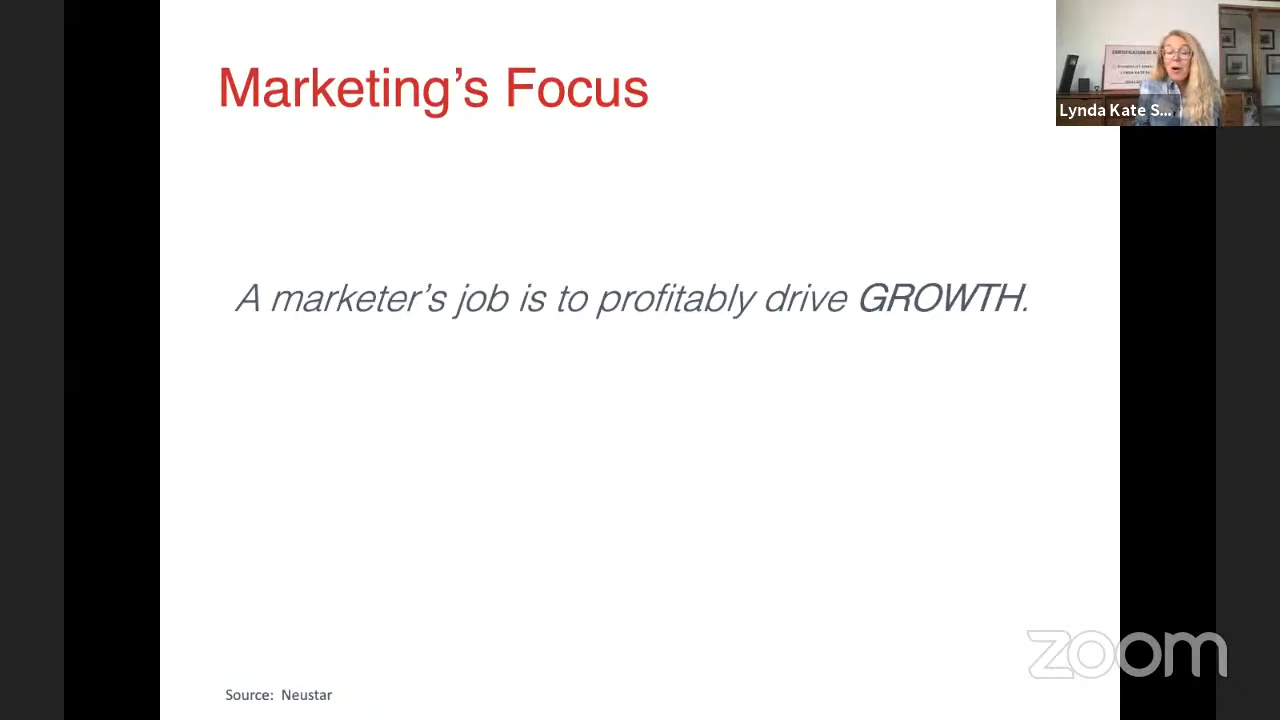 Marketing's Focus
Lynda Kate S...
A marketer's job is to profitably drive GROWTH.
zoom
Source: Neustar